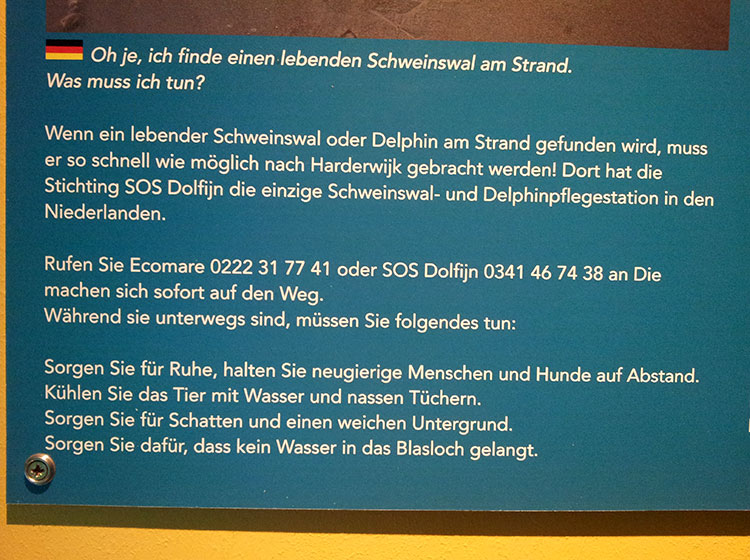 Oh je, ich finde einen lebenden Schweinswal am Strand.
Was muss ich tun?
Wenn ein lebender Schweinswal oder Delphin am Strand gefunden wird, muss
er so schnell wie möglich nach Harderwijk gebracht werden! Dort hat die
Stichting SOS Dolfijn die einzige Schweinswal- und Delphinpflegestation in den
Niederlanden.
Rufen Sie Ecomare 0222 31 77 41 oder SOS Dolfijn 0341 46 74 38 an Die
machen sich sofort auf den Weg.
Während sie unterwegs sind, müssen Sie folgendes tun:
Sorgen Sie für Ruhe, halten Sie neugierige Menschen und Hunde auf Abstand.
Kühlen Sie das Tier mit Wasser und nassen Tüchern.
Sorgen Sie für Schatten und einen weichen Untergrund.
Sorgen Sie dafür, dass kein Wasser in das Blasloch gelangt.